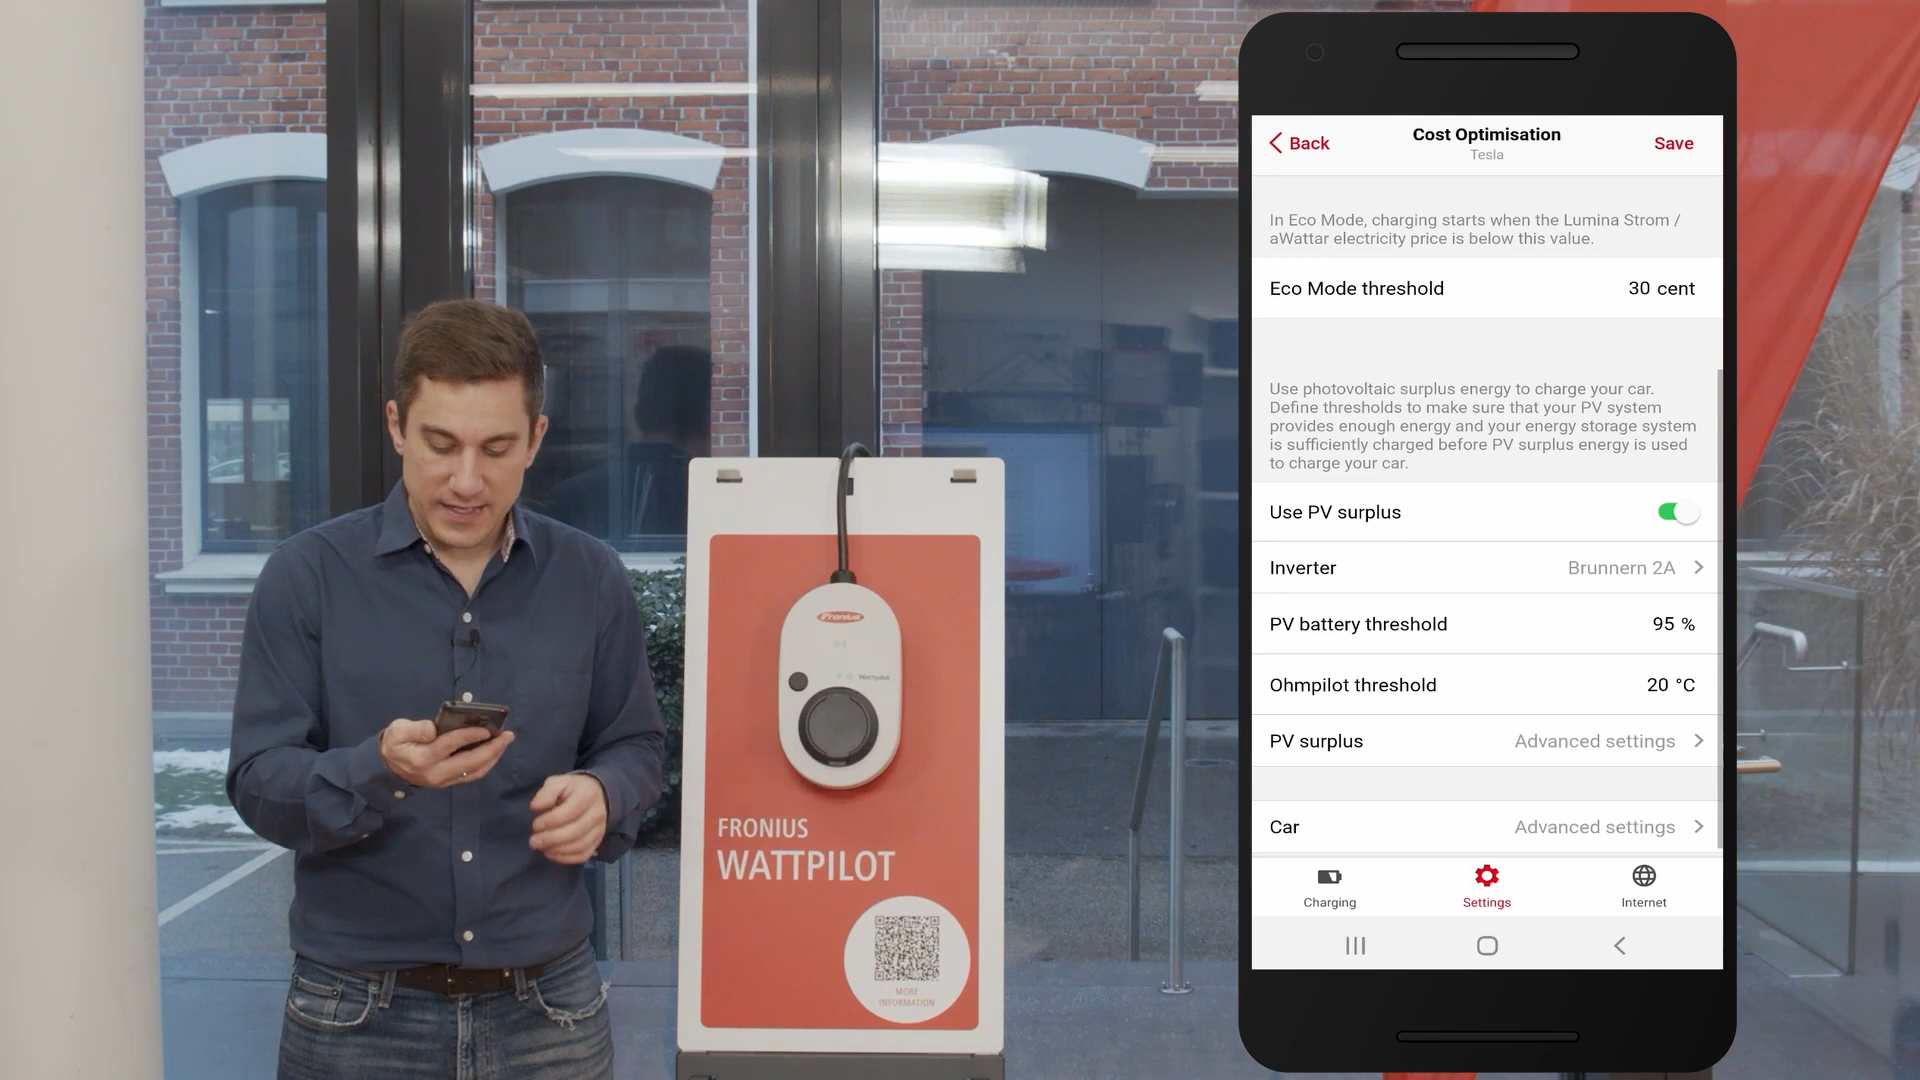 Fronius
Wattpilot
FRONIUS
WATTPILOT
MORE
INFORMATION
Back
Cost Optimisation
Save
Tesla
In Eco Mode, charging starts when the Lumina Strom /
aWattar electricity price is below this value.
Eco Mode threshold 30 cent
Use photovoltaic surplus energy to charge your car.
Define thresholds to make sure that your PV system
provides enough energy and your energy storage system
is sufficiently charged before PV surplus energy is used
to charge your car.
Use PV surplus
Inverter Brunnern 2A
PV battery threshold 95 %
Ohmpilot threshold 20 °C
PV surplus Advanced settings
Car Advanced settings
Charging Settings Internet